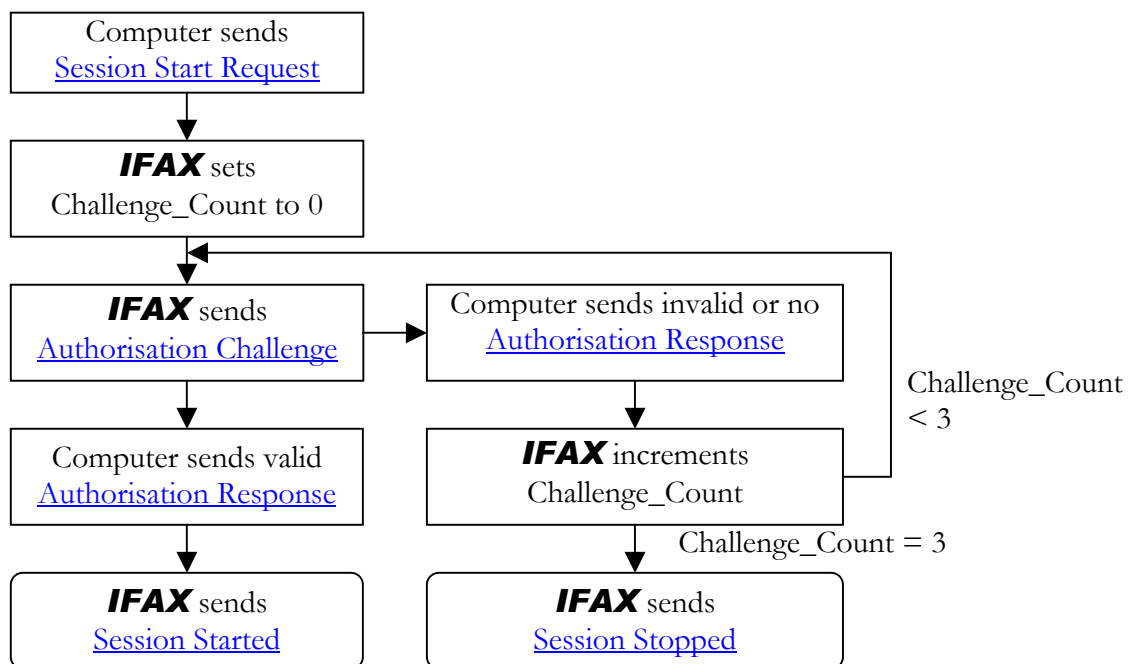 Computer sends
Session Start Request
IFAX sets
Challenge_Count to 0
IFAX sends
Authorisation Challenge
Computer sends invalid or no
Authorisation Response
Challenge_Count
< 3
Computer sends valid
Authorisation Response
IFAX increments
Challenge_Count
Challenge_Count = 3
IFAX sends
Session Started
IFAX sends
Session Stopped